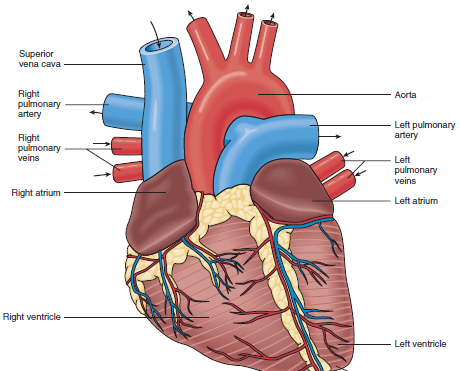 Superior
vena cava
Right
pulmonary
artery
Right
pulmonary
veins
Right atrium
Right ventricle
Aorta
Left pulmonary
artery
Left
pulmonary
veins
Left atrium
Left ventricle